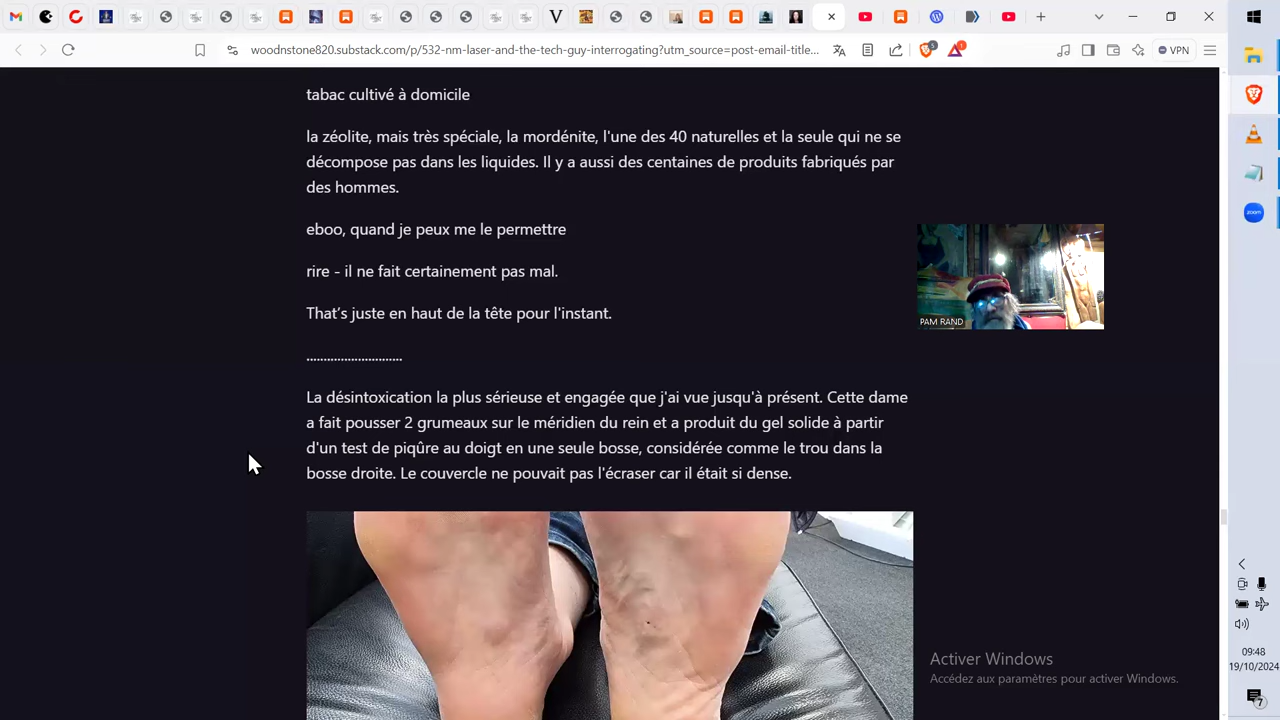 woodnstone820.substack.com/p/532-nm-laser-and-the-tech-guy-interrogating?utm_source=post-email-title...
VPN
tabac cultivé à domicile
la zéolite, mais très spéciale, la mordénite, l'une des 40 naturelles et la seule qui ne se
décompose pas dans les liquides. Il y a aussi des centaines de produits fabriqués par
des hommes.
eboo, quand je peux me le permettre
rire - il ne fait certainement pas mal.
That’s juste en haut de la tête pour l'instant.
............................
La désintoxication la plus sérieuse et engagée que j'ai vue jusqu'à présent. Cette dame
a fait pousser 2 grumeaux sur le méridien du rein et a produit du gel solide à partir
d'un test de piqûre au doigt en une seule bosse, considérée comme le trou dans la
bosse droite. Le couvercle ne pouvait pas l'écraser car il était si dense.
PAM RAND
zoom
Activer Windows
Accédez aux paramètres pour activer Windows.
09:48
19/10/2024
7